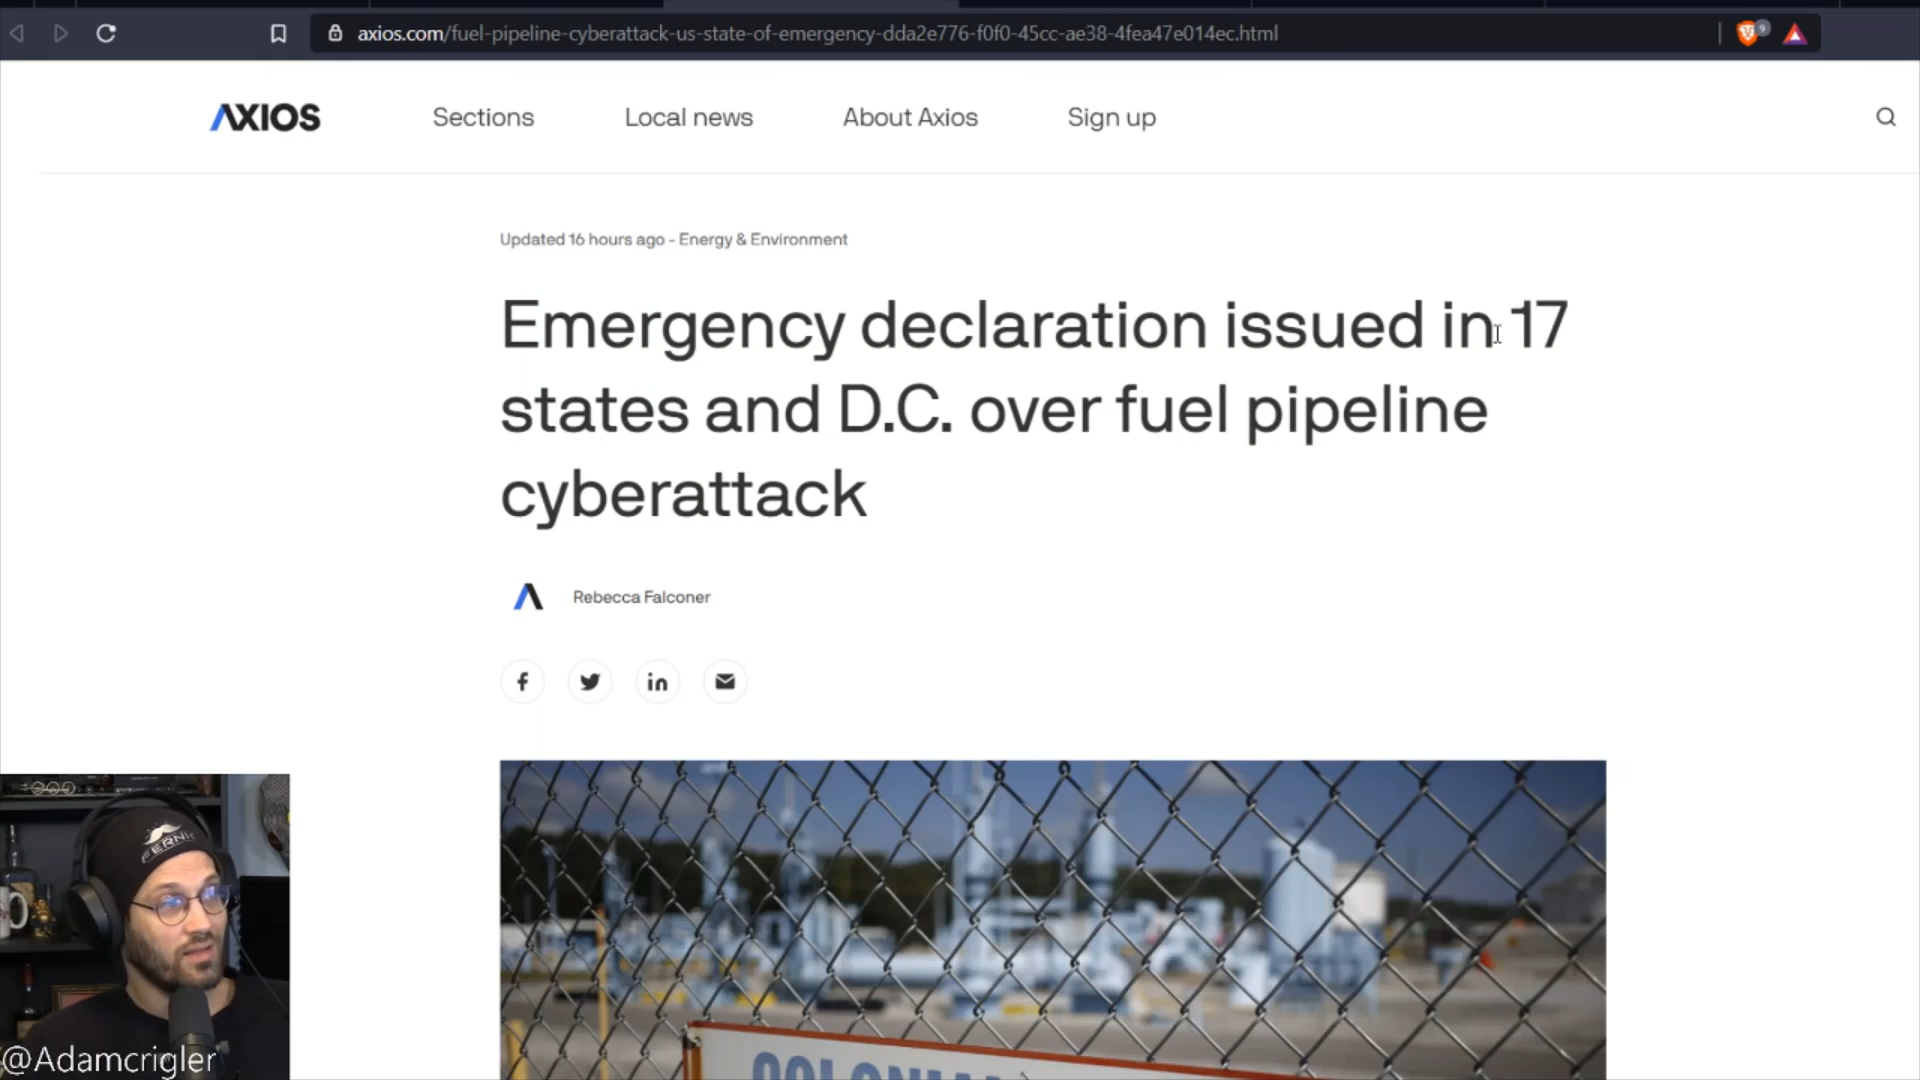 axios.com/fuel-pipeline-cyberattack-us-state-of-emergency-dda2e776-f0f0-45cc-ae38-4fea47e014ec.html
9
AXIOS
Sections
Local news
About Axios
Sign up
Updated 16 hours ago - Energy & Environment
Emergency declaration issued in 17
states and D.C. over fuel pipeline
cyberattack
Rebecca Falconer
@Adamcrigler